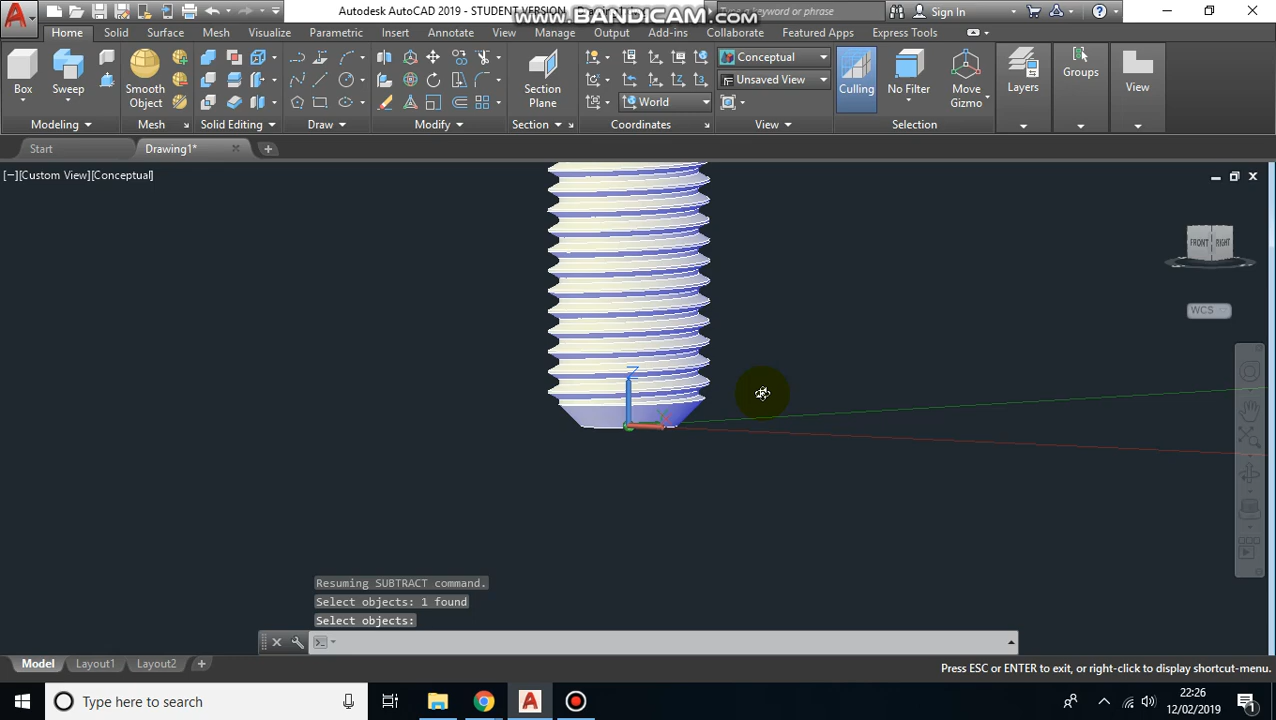 Autodesk AutoCAD 2019 - STUDENT VERSION
www.BANDICAM.com
Type a keyword or phrase
Sign In
Home Solid Surface Mesh Visualize Parametric Insert Annotate View Manage Output Add-ins Collaborate Featured Apps Express Tools
Box
Sweep
Smooth
Object
Section
Plane
Conceptual
Unsaved View
World
Culling
No Filter
Move
Gizmo
Layers
Groups
View
Modeling
Mesh
Solid Editing
Draw
Modify
Section
Coordinates
View
Selection
Start
Drawing1*
[−][Custom View][Conceptual]
FRONT RIGHT
WCS
Z
Resuming SUBTRACT command.
Select objects: 1 found
Select objects:
Model Layout1 Layout2
Press ESC or ENTER to exit, or right-click to display shortcut-menu.
Type here to search
22:26
12/02/2019
1